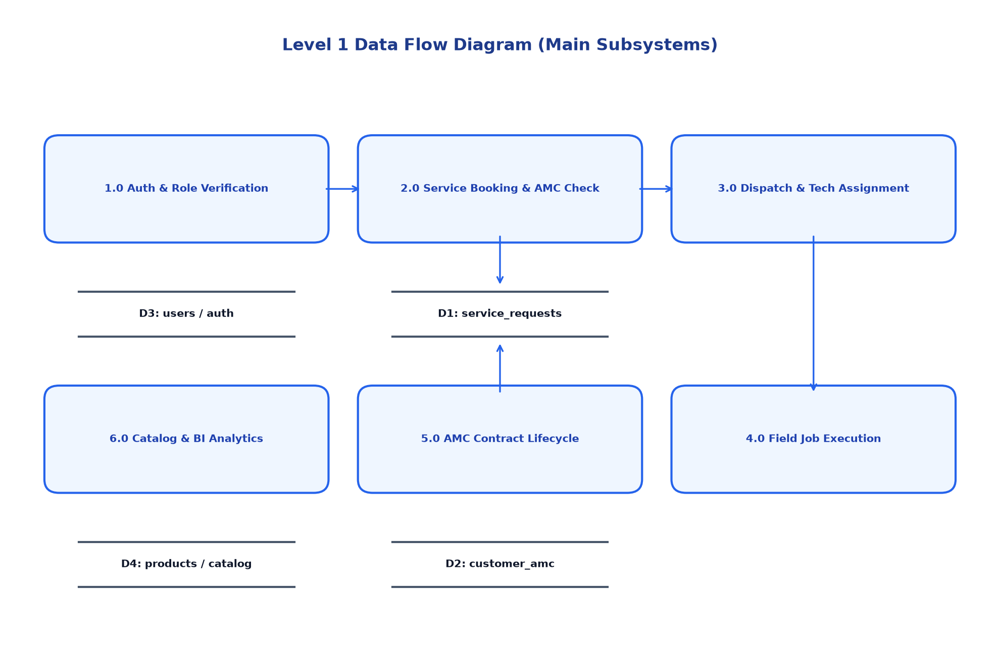 Level 1 Data Flow Diagram (Main Subsystems)
1.0 Auth & Role Verification
2.0 Service Booking & AMC Check
3.0 Dispatch & Tech Assignment
D3: users / auth
D1: service_requests
6.0 Catalog & BI Analytics
5.0 AMC Contract Lifecycle
4.0 Field Job Execution
D4: products / catalog
D2: customer_amc